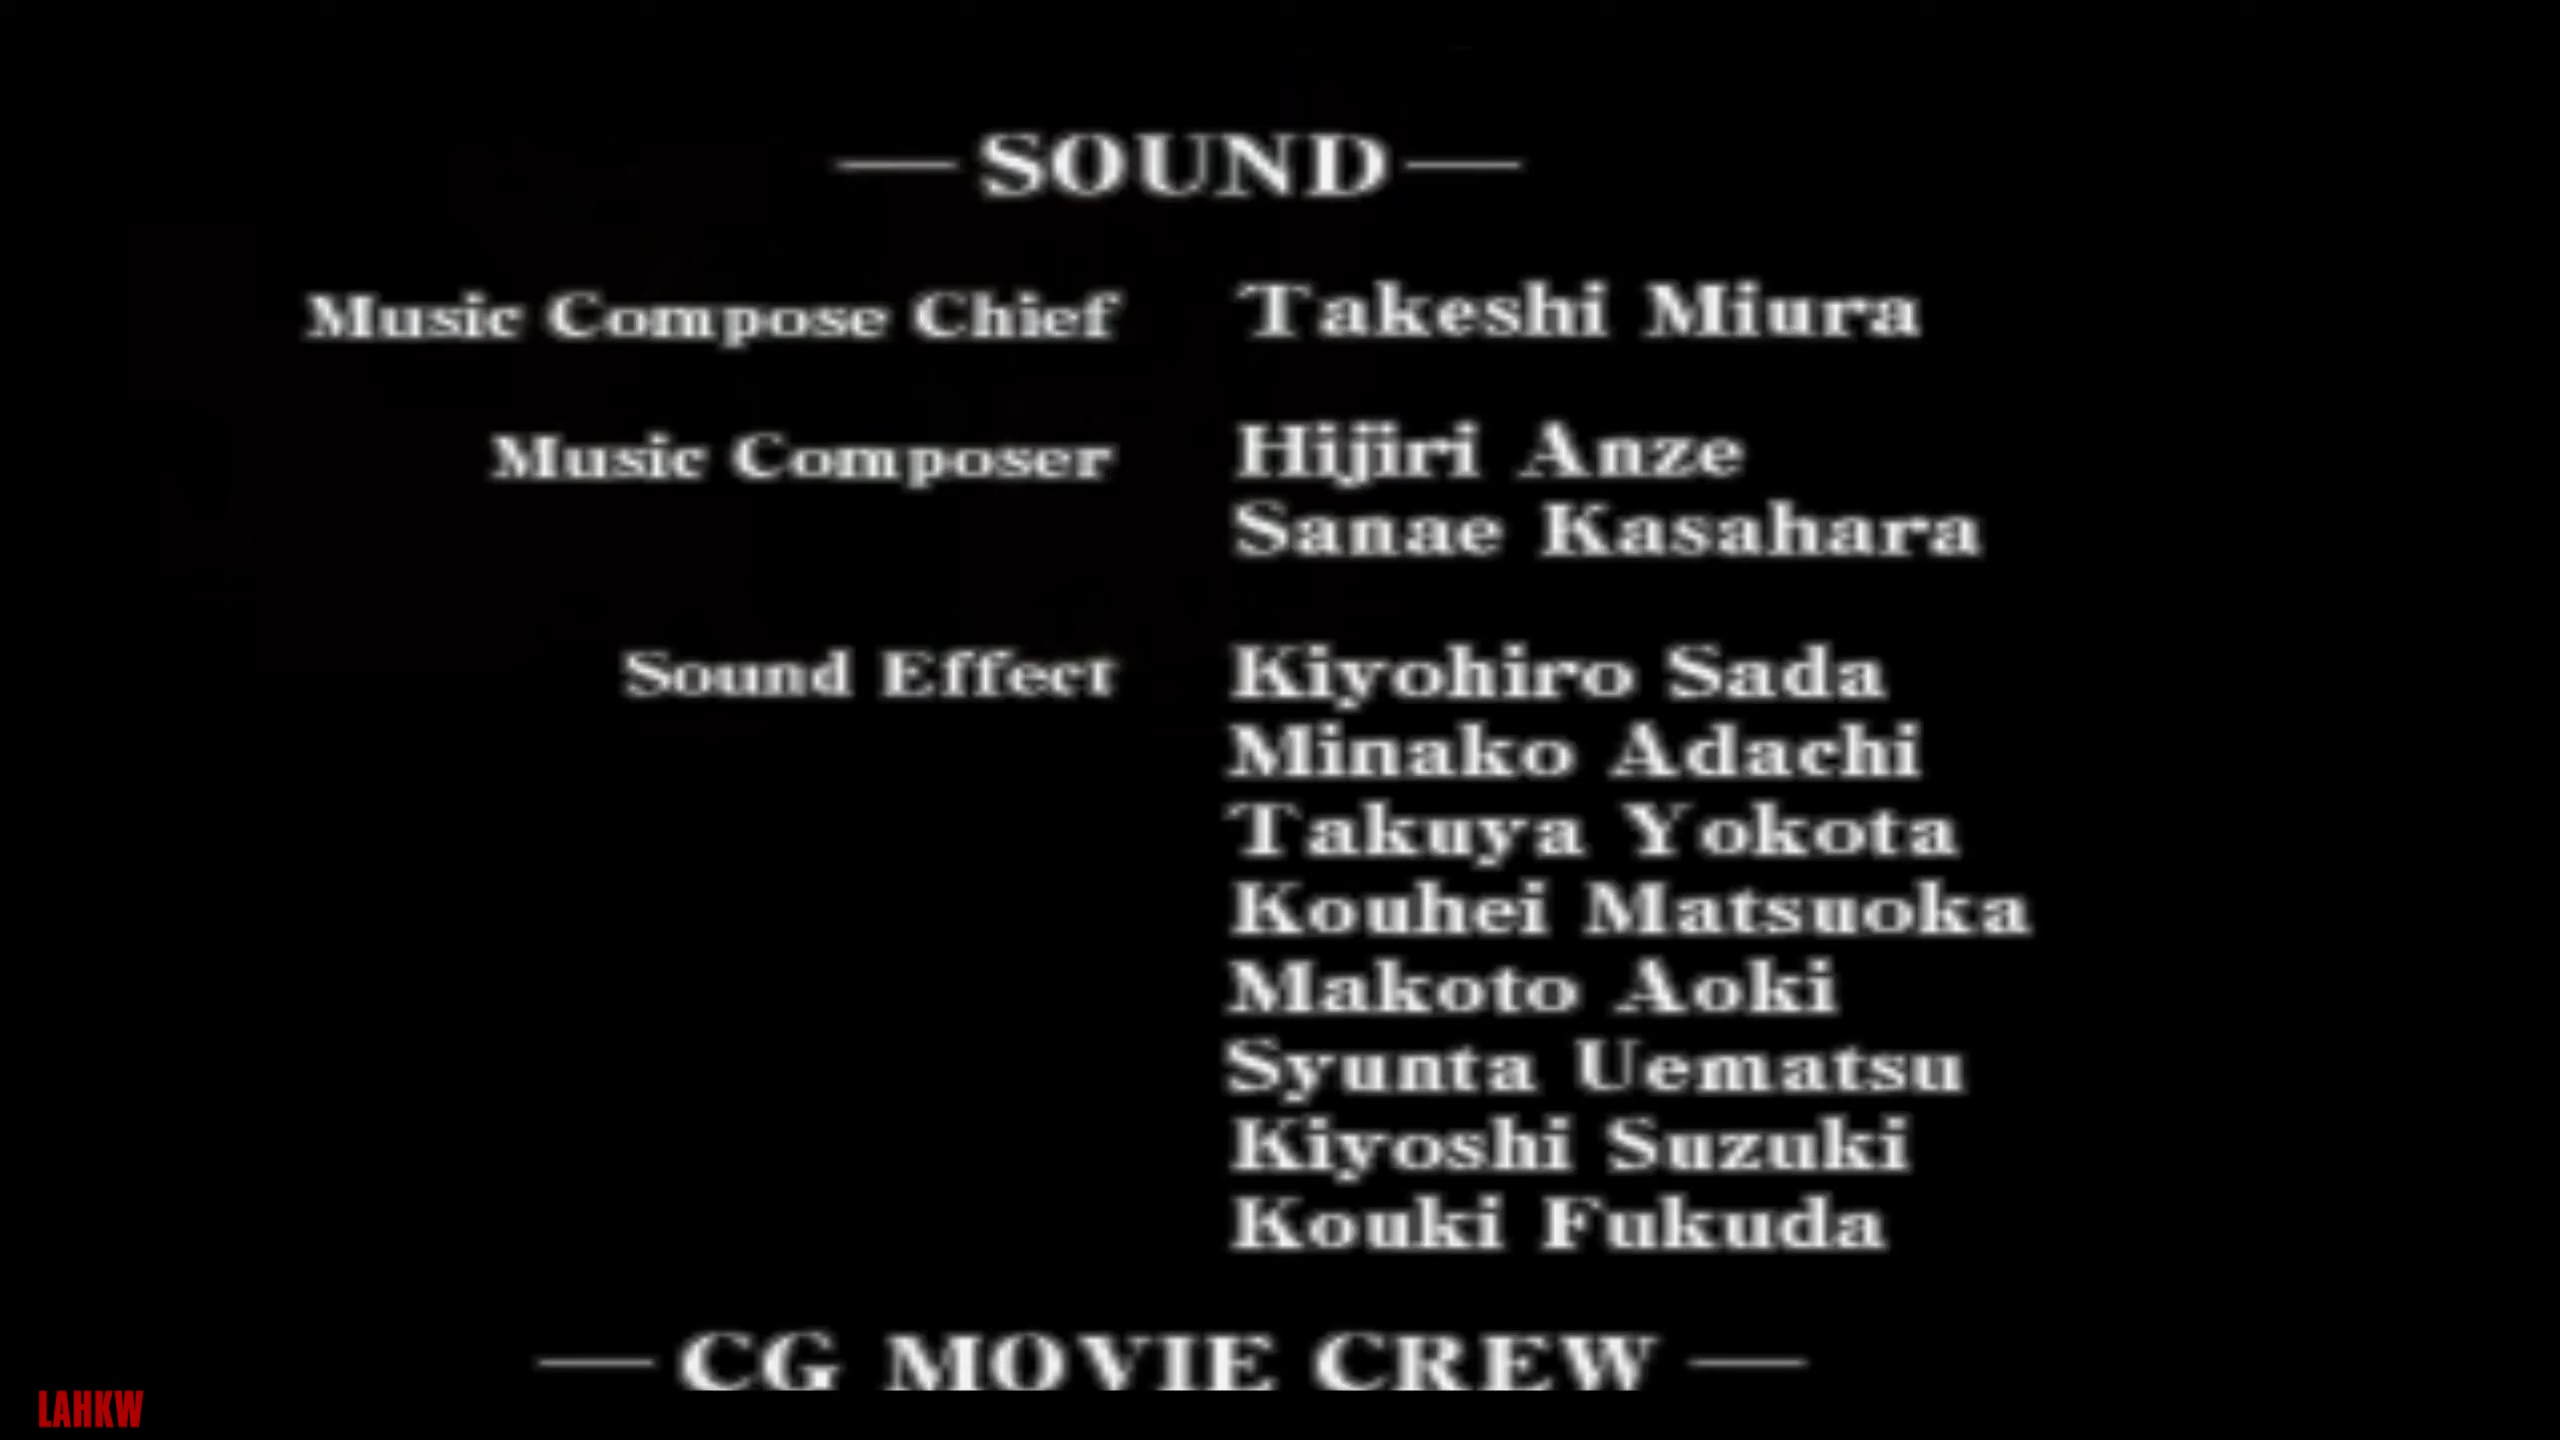 —SOUND—
Music Compose Chief Takeshi Miura
Music Composer Hijiri Anze
Sanae Kasahara
Sound Effect Kiyohiro Sada
Minako Adachi
Takuya Yokota
Kouhei Matsuoka
Makoto Aoki
Syunta Uematsu
Kiyoshi Suzuki
Kouki Fukuda
—CG MOVIE CREW—
LAHKW